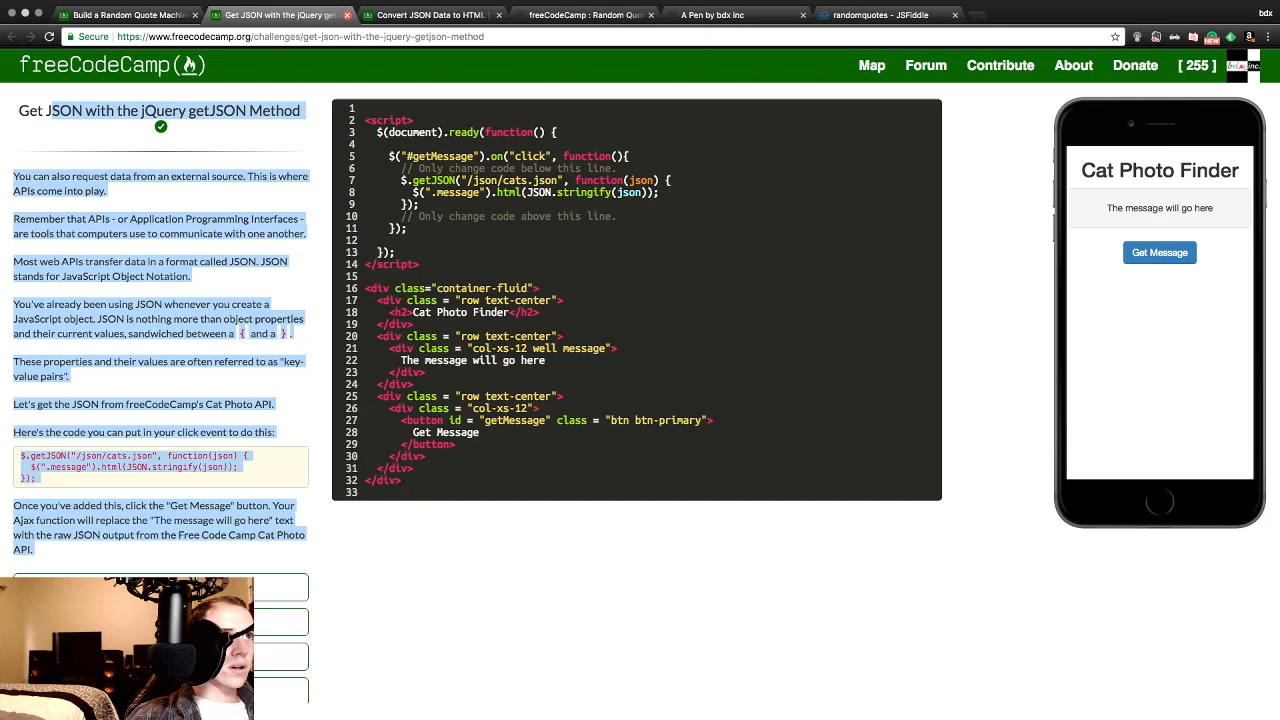 Build a Random Quote Machin
Get JSON with the jQuery get
Convert JSON Data to HTML |
freeCodeCamp : Random Quo
A Pen by bdx inc
randomquotes - JSFiddle
bdx
Secure
https://www.freecodecamp.org/challenges/get-json-with-the-jquery-getjson-method
NEW
freeCodeCamp
Map
Forum
Community
About
Donate
[ 255 ]
bdx inc.
Get JSON with the jQuery getJSON Method
You can also request data from an external source. This is where
APIs come into play.
Remember that APIs - or Application Programming Interfaces -
are tools that computers use to communicate with one another.
Most web APIs transfer data in a format called JSON. JSON
stands for JavaScript Object Notation.
You've already been using JSON whenever you create a
JavaScript object. JSON is nothing more than object properties
and their current values, sandwiched between a { and a } .
These properties and their values are often referred to as "key-
value pairs".
Let's get the JSON from freeCodeCamp's Cat Photo API.
Here's the code you can put in your click event to do this:
$.getJSON("/json/cats.json", function(json) {
$(".message").html(JSON.stringify(json));
});
Once you've added this, click the "Get Message" button. Your
Ajax function will replace the "The message will go here" text
with the raw JSON output from the Free Code Camp Cat Photo
API.
1
2 <script>
3 $(document).ready(function() {
4
5 $("#getMessage").on("click", function(){
6 // Only change code below this line.
7 $.getJSON("/json/cats.json", function(json) {
8 $(".message").html(JSON.stringify(json));
9 });
10 // Only change code above this line.
11 });
12
13 });
14 </script>
15
16 <div class="container-fluid">
17 <div class = "row text-center">
18 <h2>Cat Photo Finder</h2>
19 </div>
20 <div class = "row text-center">
21 <div class = "col-xs-12 well message">
22 The message will go here
23 </div>
24 </div>
25 <div class = "row text-center">
26 <div class = "col-xs-12">
27 <button id = "getMessage" class = "btn btn-primary">
28 Get Message
29 </button>
30 </div>
31 </div>
32 </div>
33
Cat Photo Finder
The message will go here
Get Message